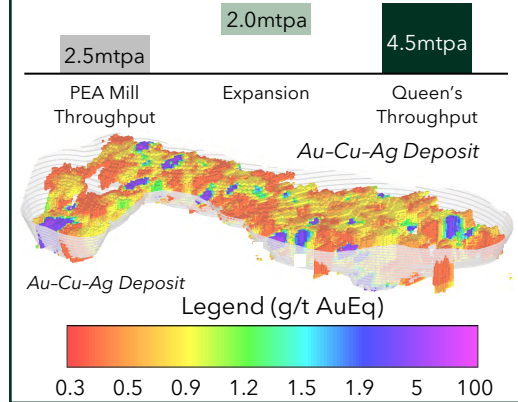 2.0mtpa
2.5mtpa
4.5mtpa
PEA Mill
Throughput
Expansion
Queen's
Throughput
Au-Cu-Ag Deposit
Au-Cu-Ag Deposit
Legend (g/t AuEq)
0.3 0.5 0.9 1.2 1.5 1.9 5 100